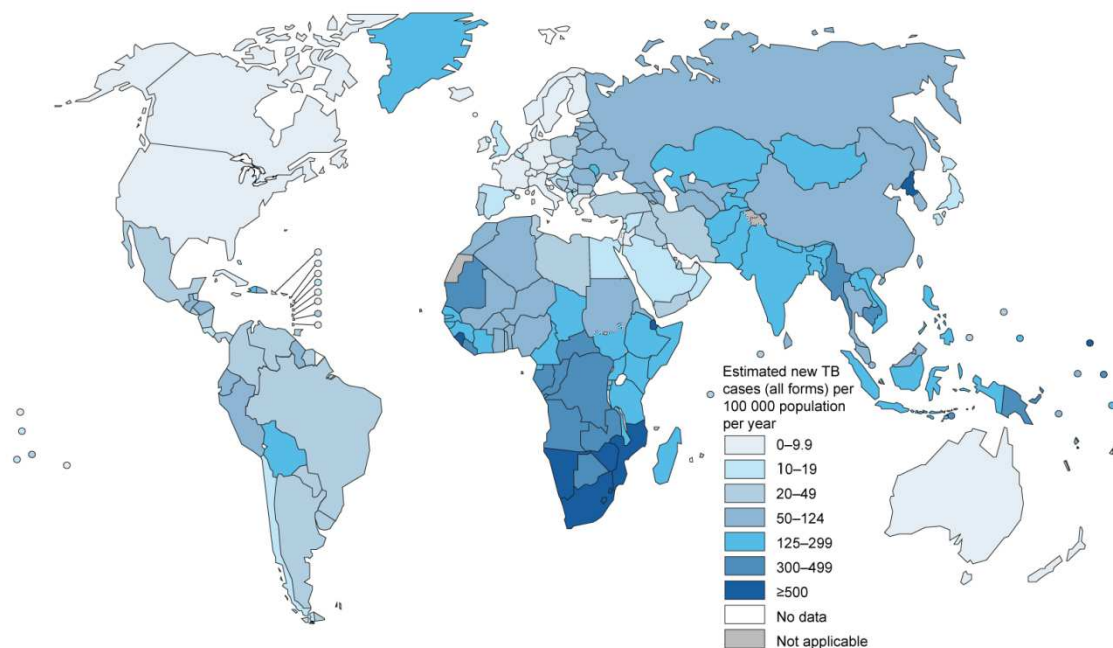 Estimated new TB
cases (all forms) per
100 000 population
per year
0–9.9
10–19
20–49
50–124
125–299
300–499
≥500
No data
Not applicable